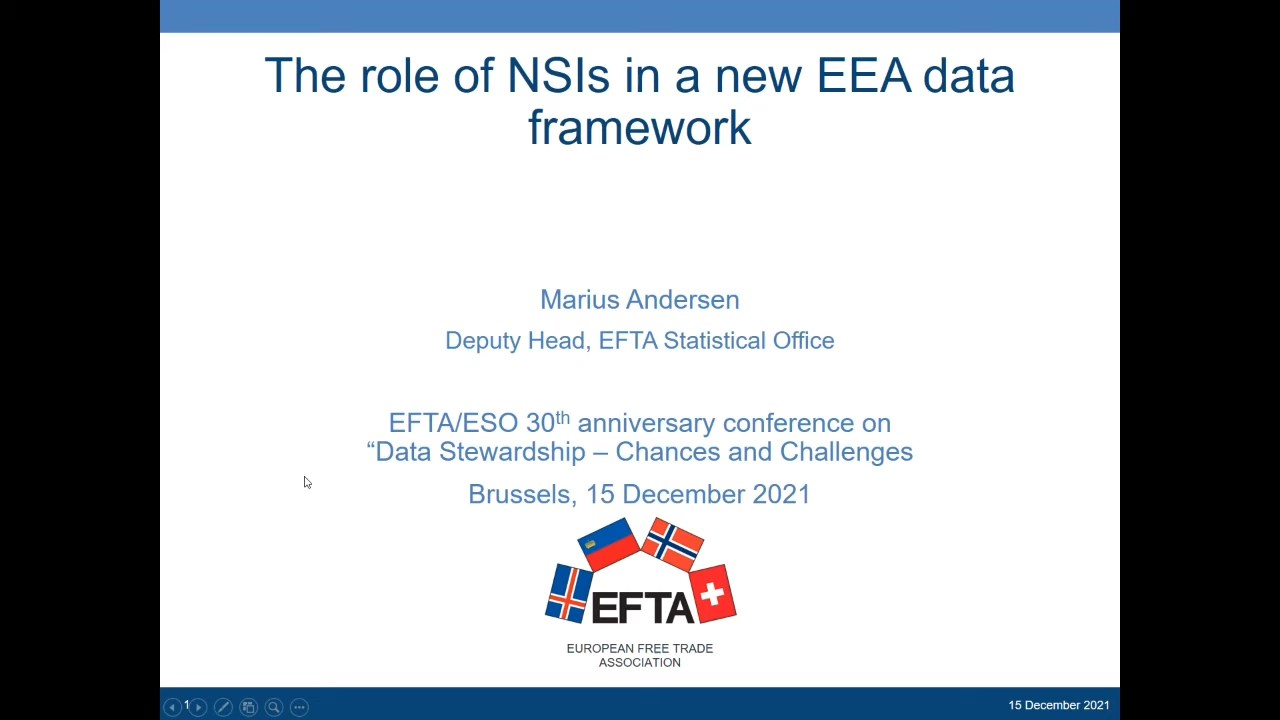 The role of NSIs in a new EEA data
framework
Marius Andersen
Deputy Head, EFTA Statistical Office
EFTA/ESO 30th anniversary conference on
“Data Stewardship – Chances and Challenges
Brussels, 15 December 2021
EFTA
EUROPEAN FREE TRADE
ASSOCIATION
1
15 December 2021